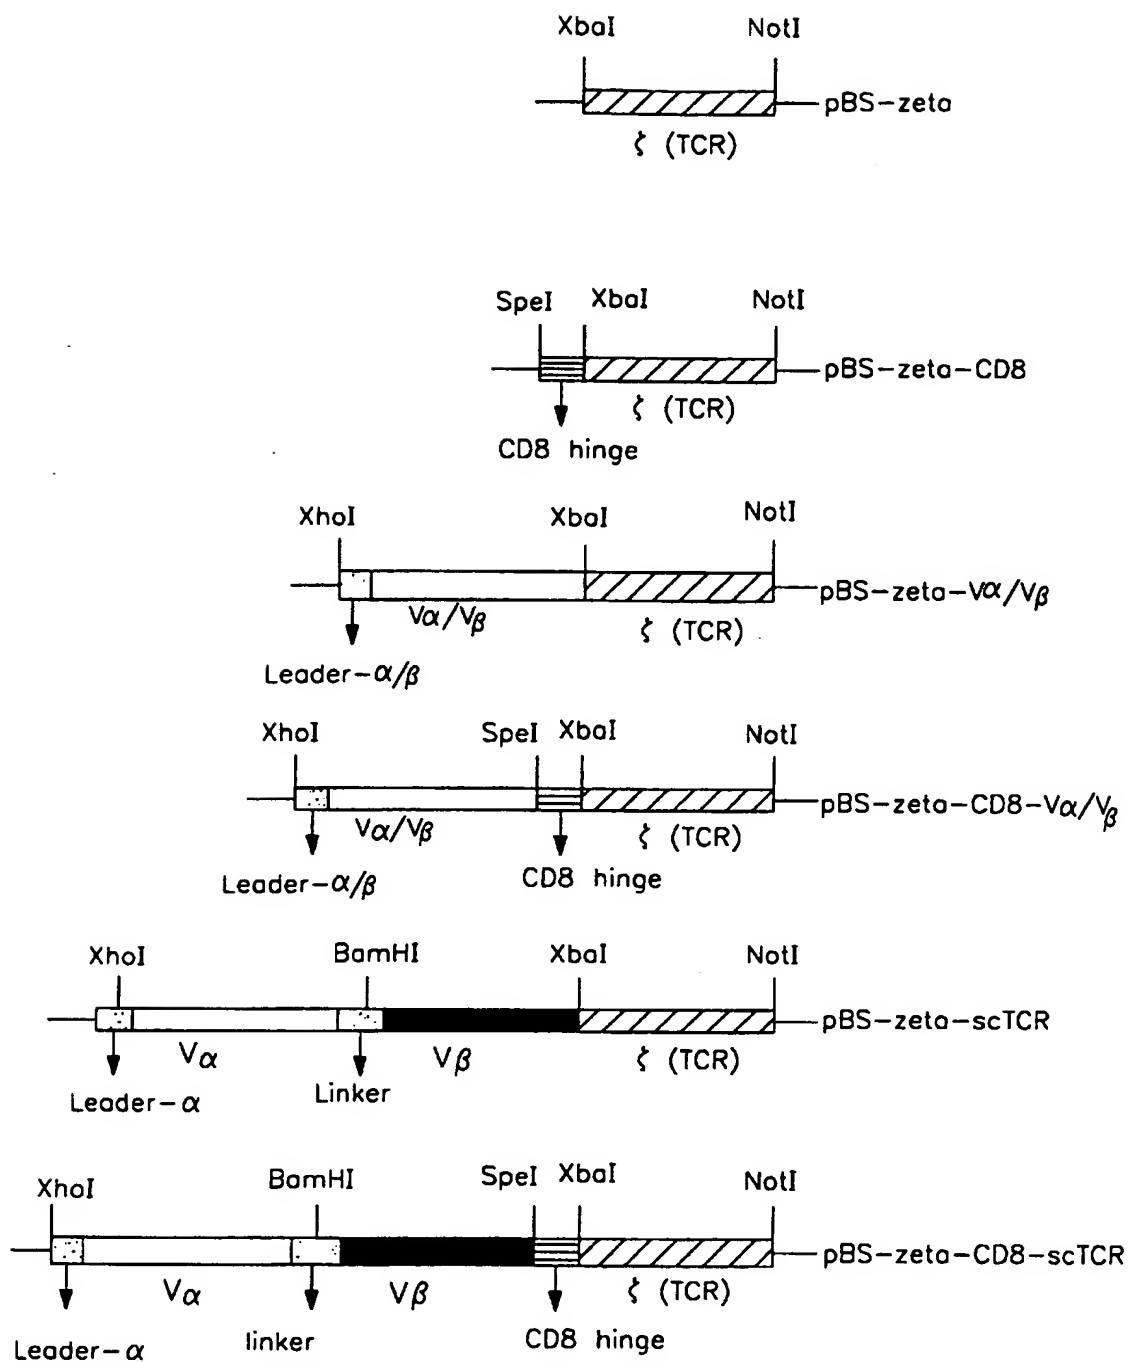 XbaI NotI
pBS-zeta
ζ (TCR)
SpeI XbaI NotI
pBS-zeta-CD8
ζ (TCR)
CD8 hinge
XhoI XbaI NotI
pBS-zeta-Vα/Vβ
Vα/Vβ ζ (TCR)
Leader-α/β
XhoI SpeI XbaI NotI
pBS-zeta-CD8-Vα/Vβ
Vα/Vβ ζ (TCR)
Leader-α/β CD8 hinge
XhoI BamHI XbaI NotI
pBS-zeta-scTCR
Vα Vβ ζ (TCR)
Leader-α Linker
XhoI BamHI SpeI XbaI NotI
pBS-zeta-CD8-scTCR
Vα Vβ ζ (TCR)
Leader-α linker CD8 hinge